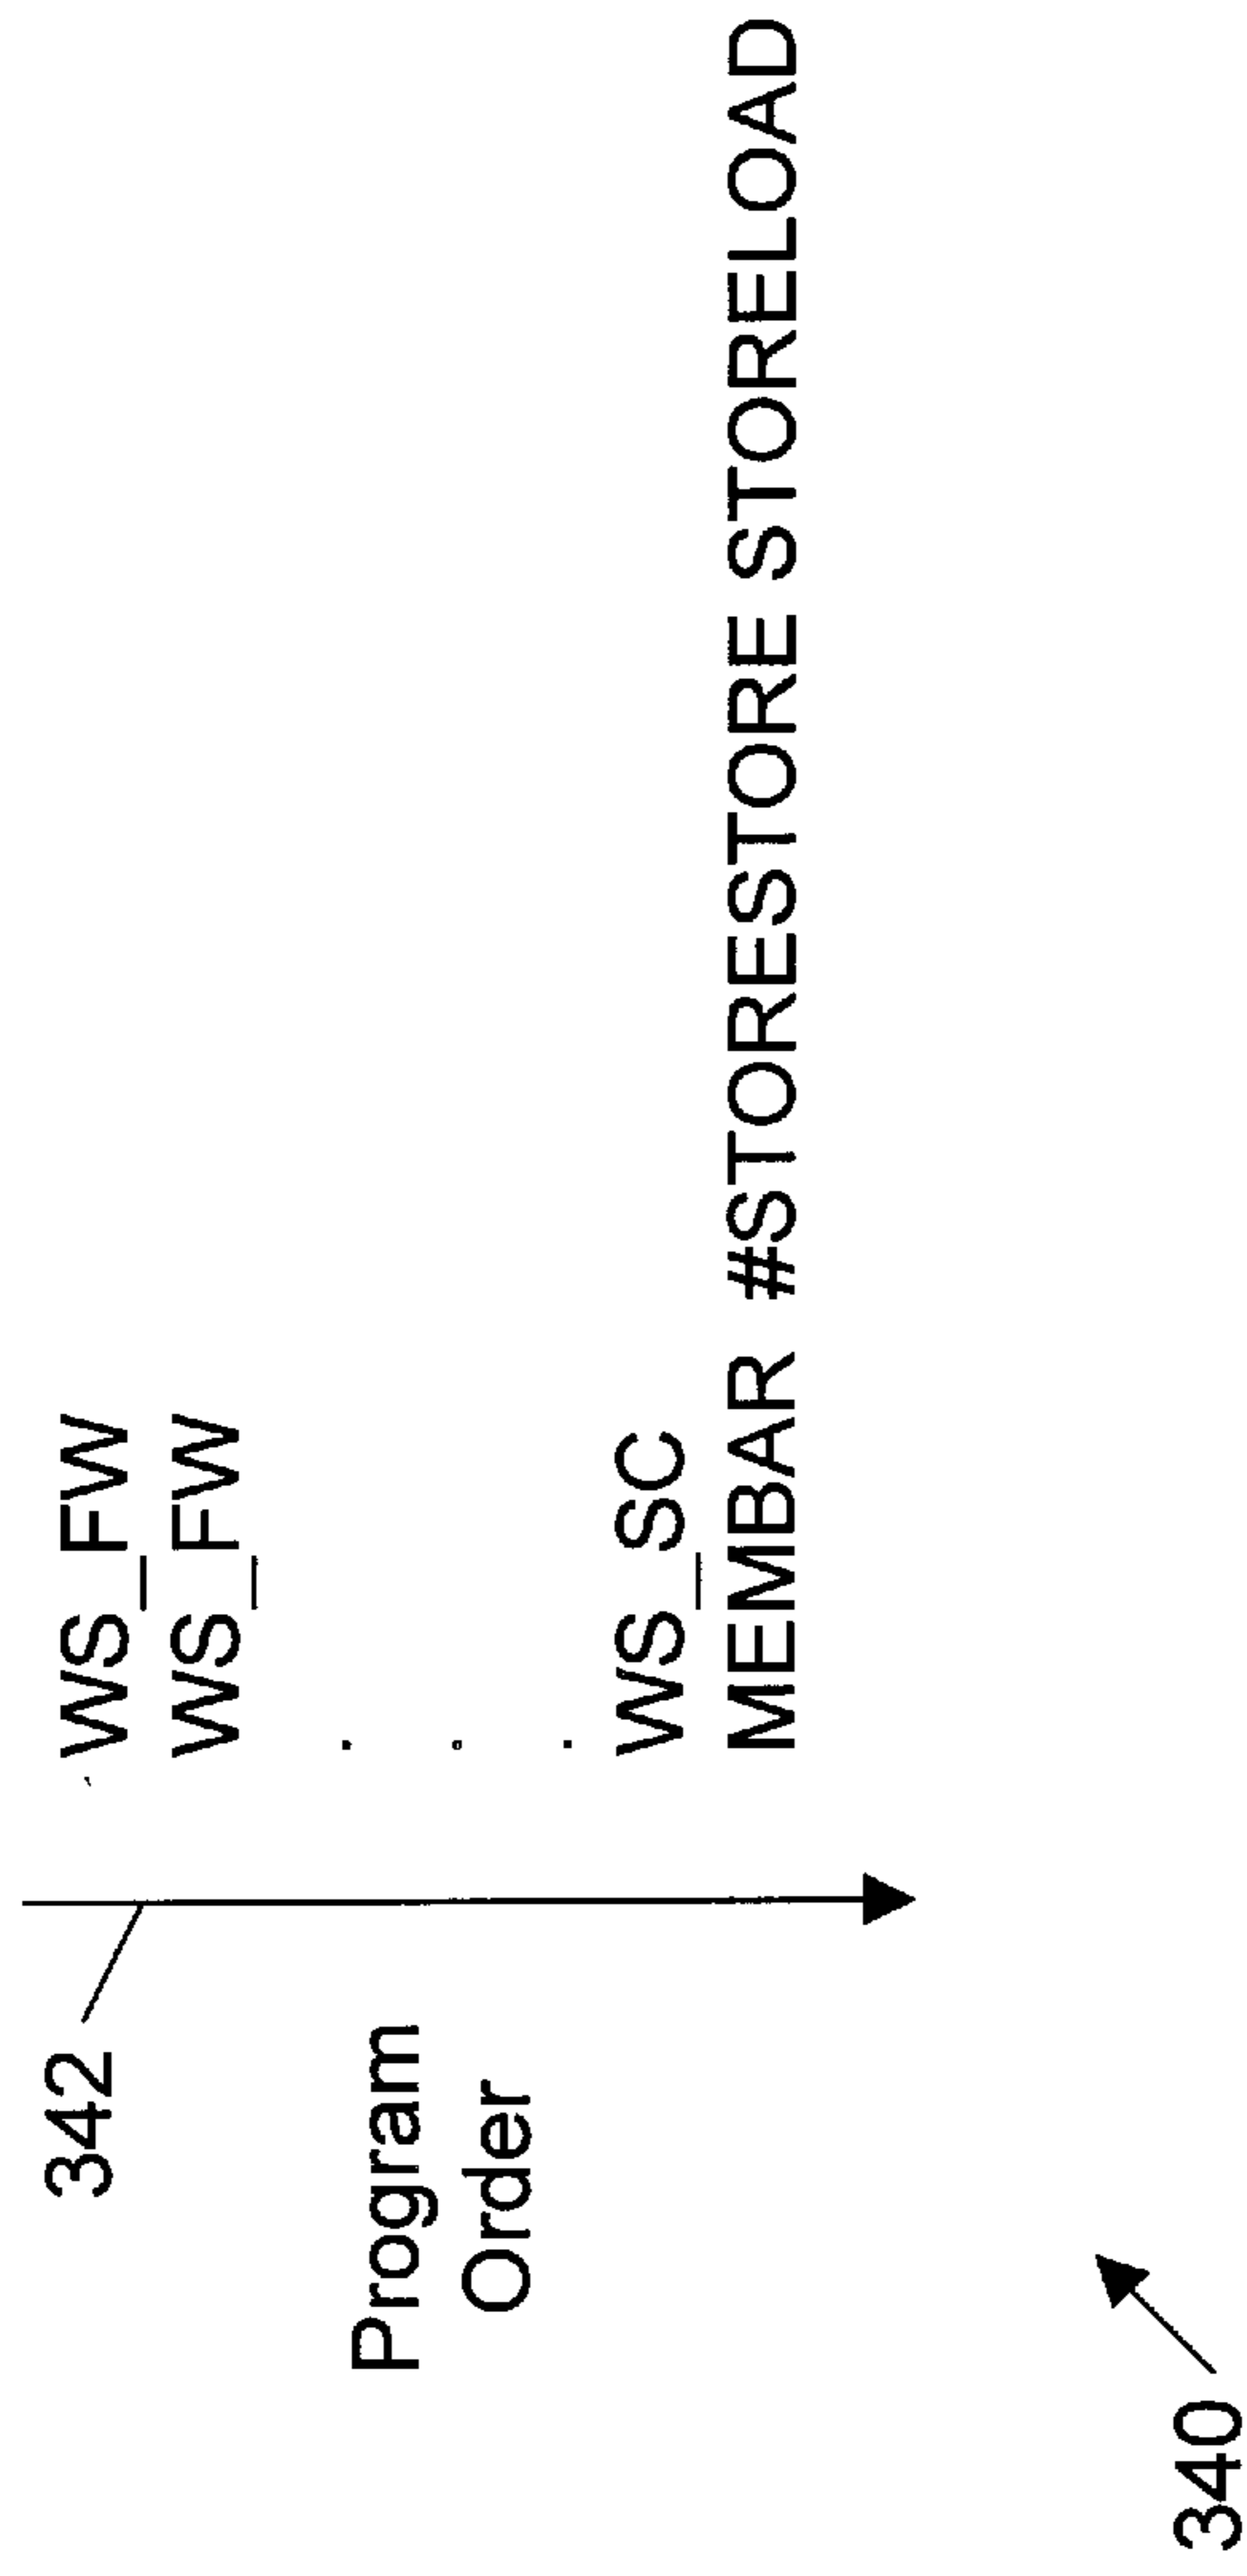 342
Program
Order
WS_FW
WS_FW
.
.
.
WS_SC
MEMBAR #STORESTORE STORELOAD
340